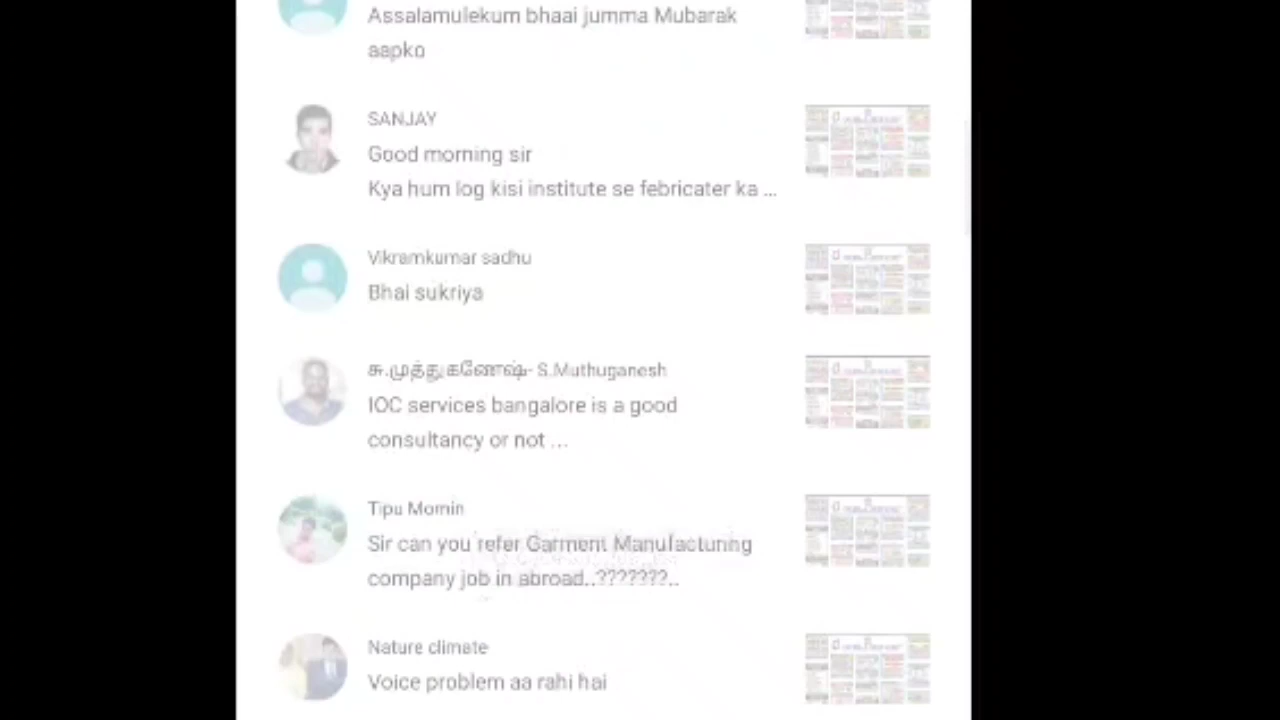 Assalamulekum bhaai jumma Mubarak
aapko
SANJAY
Good morning sir
Kya hum log kisi institute se febricater ka ...
Vikramkumar sadhu
Bhai sukriya
சு.முத்துகணேஷ்- S.Muthuganesh
IOC services bangalore is a good
consultancy or not ...
Tipu Momin
Sir can you refer Garment Manufacturing
company job in abroad..???????..
Nature climate
Voice problem aa rahi hai